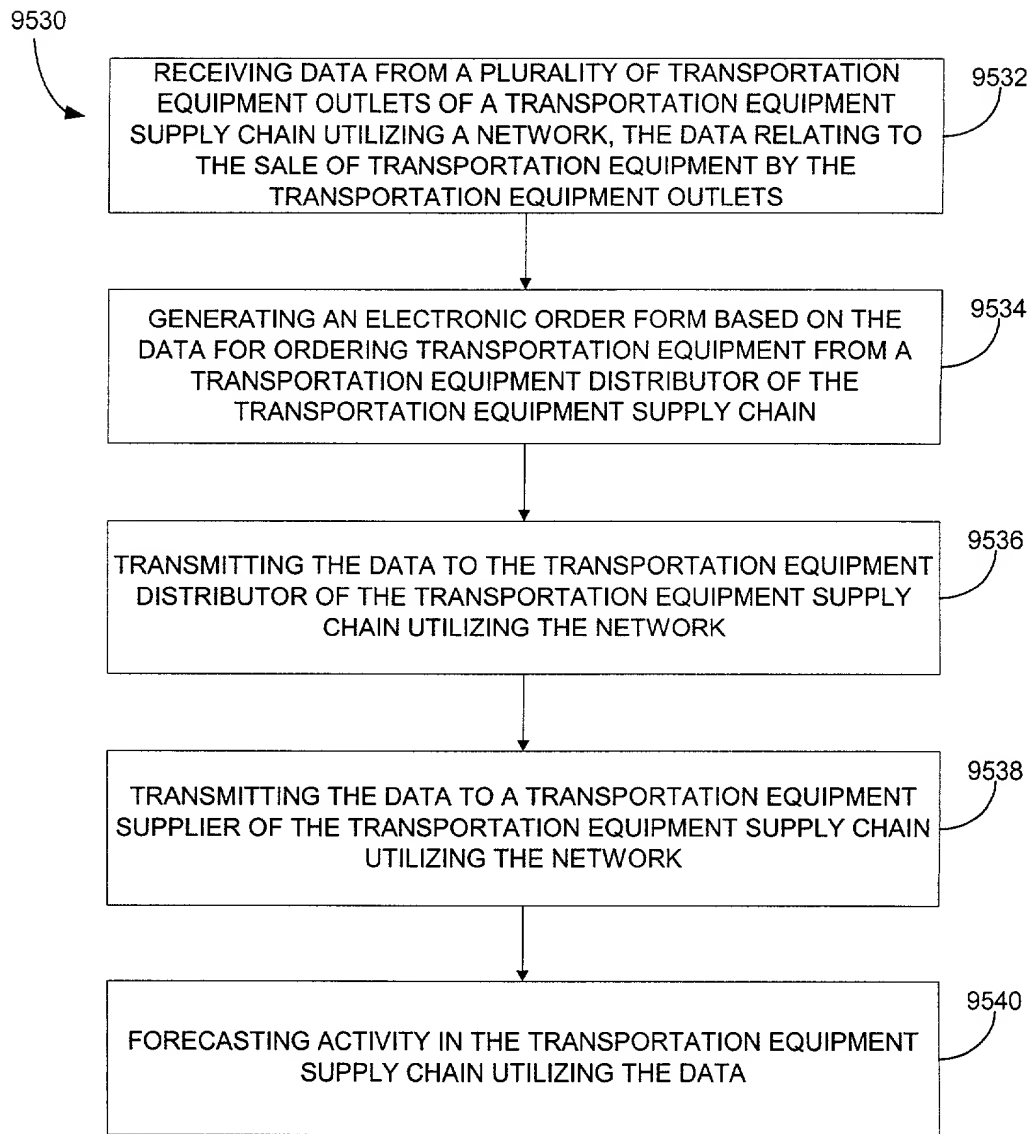 9530
RECEIVING DATA FROM A PLURALITY OF TRANSPORTATION
EQUIPMENT OUTLETS OF A TRANSPORTATION EQUIPMENT
SUPPLY CHAIN UTILIZING A NETWORK, THE DATA RELATING TO
THE SALE OF TRANSPORTATION EQUIPMENT BY THE
TRANSPORTATION EQUIPMENT OUTLETS
9532
GENERATING AN ELECTRONIC ORDER FORM BASED ON THE
DATA FOR ORDERING TRANSPORTATION EQUIPMENT FROM A
TRANSPORTATION EQUIPMENT DISTRIBUTOR OF THE
TRANSPORTATION EQUIPMENT SUPPLY CHAIN
9534
TRANSMITTING THE DATA TO THE TRANSPORTATION EQUIPMENT
DISTRIBUTOR OF THE TRANSPORTATION EQUIPMENT SUPPLY
CHAIN UTILIZING THE NETWORK
9536
TRANSMITTING THE DATA TO A TRANSPORTATION EQUIPMENT
SUPPLIER OF THE TRANSPORTATION EQUIPMENT SUPPLY CHAIN
UTILIZING THE NETWORK
9538
FORECASTING ACTIVITY IN THE TRANSPORTATION EQUIPMENT
SUPPLY CHAIN UTILIZING THE DATA
9540